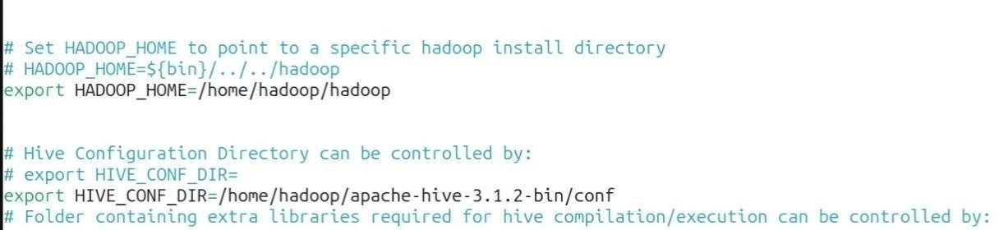 # Set HADOOP_HOME to point to a specific hadoop install directory
# HADOOP_HOME=${bin}/../../hadoop
export HADOOP_HOME=/home/hadoop/hadoop
# Hive Configuration Directory can be controlled by:
# export HIVE_CONF_DIR=
export HIVE_CONF_DIR=/home/hadoop/apache-hive-3.1.2-bin/conf
# Folder containing extra libraries required for hive compilation/execution can be controlled by: